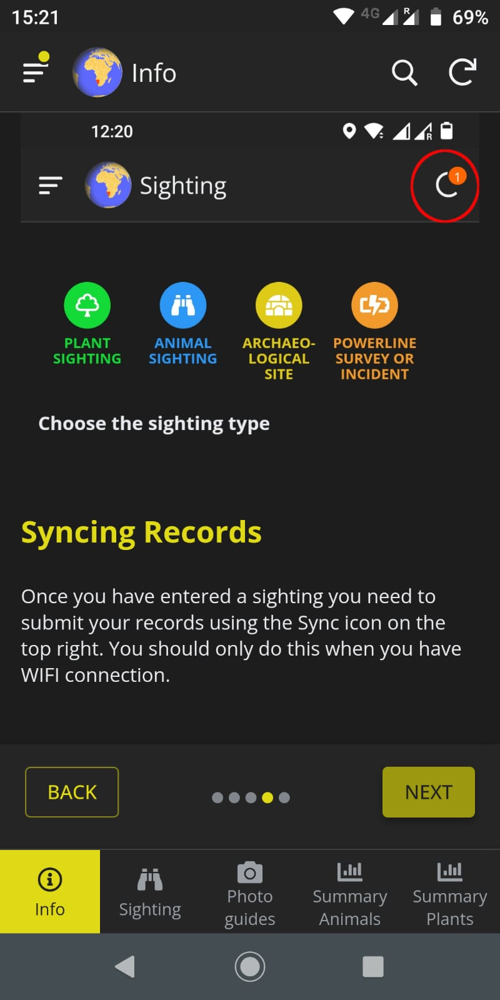 15:21
4G
R
69%
Info
12:20
R
Sighting
1
PLANT
SIGHTING
ANIMAL
SIGHTING
ARCHAEO-
LOGICAL
SITE
POWERLINE
SURVEY OR
INCIDENT
Choose the sighting type
Syncing Records
Once you have entered a sighting you need to
submit your records using the Sync icon on the
top right. You should only do this when you have
WIFI connection.
BACK
NEXT
Info
Sighting
Photo
guides
Summary
Animals
Summary
Plants